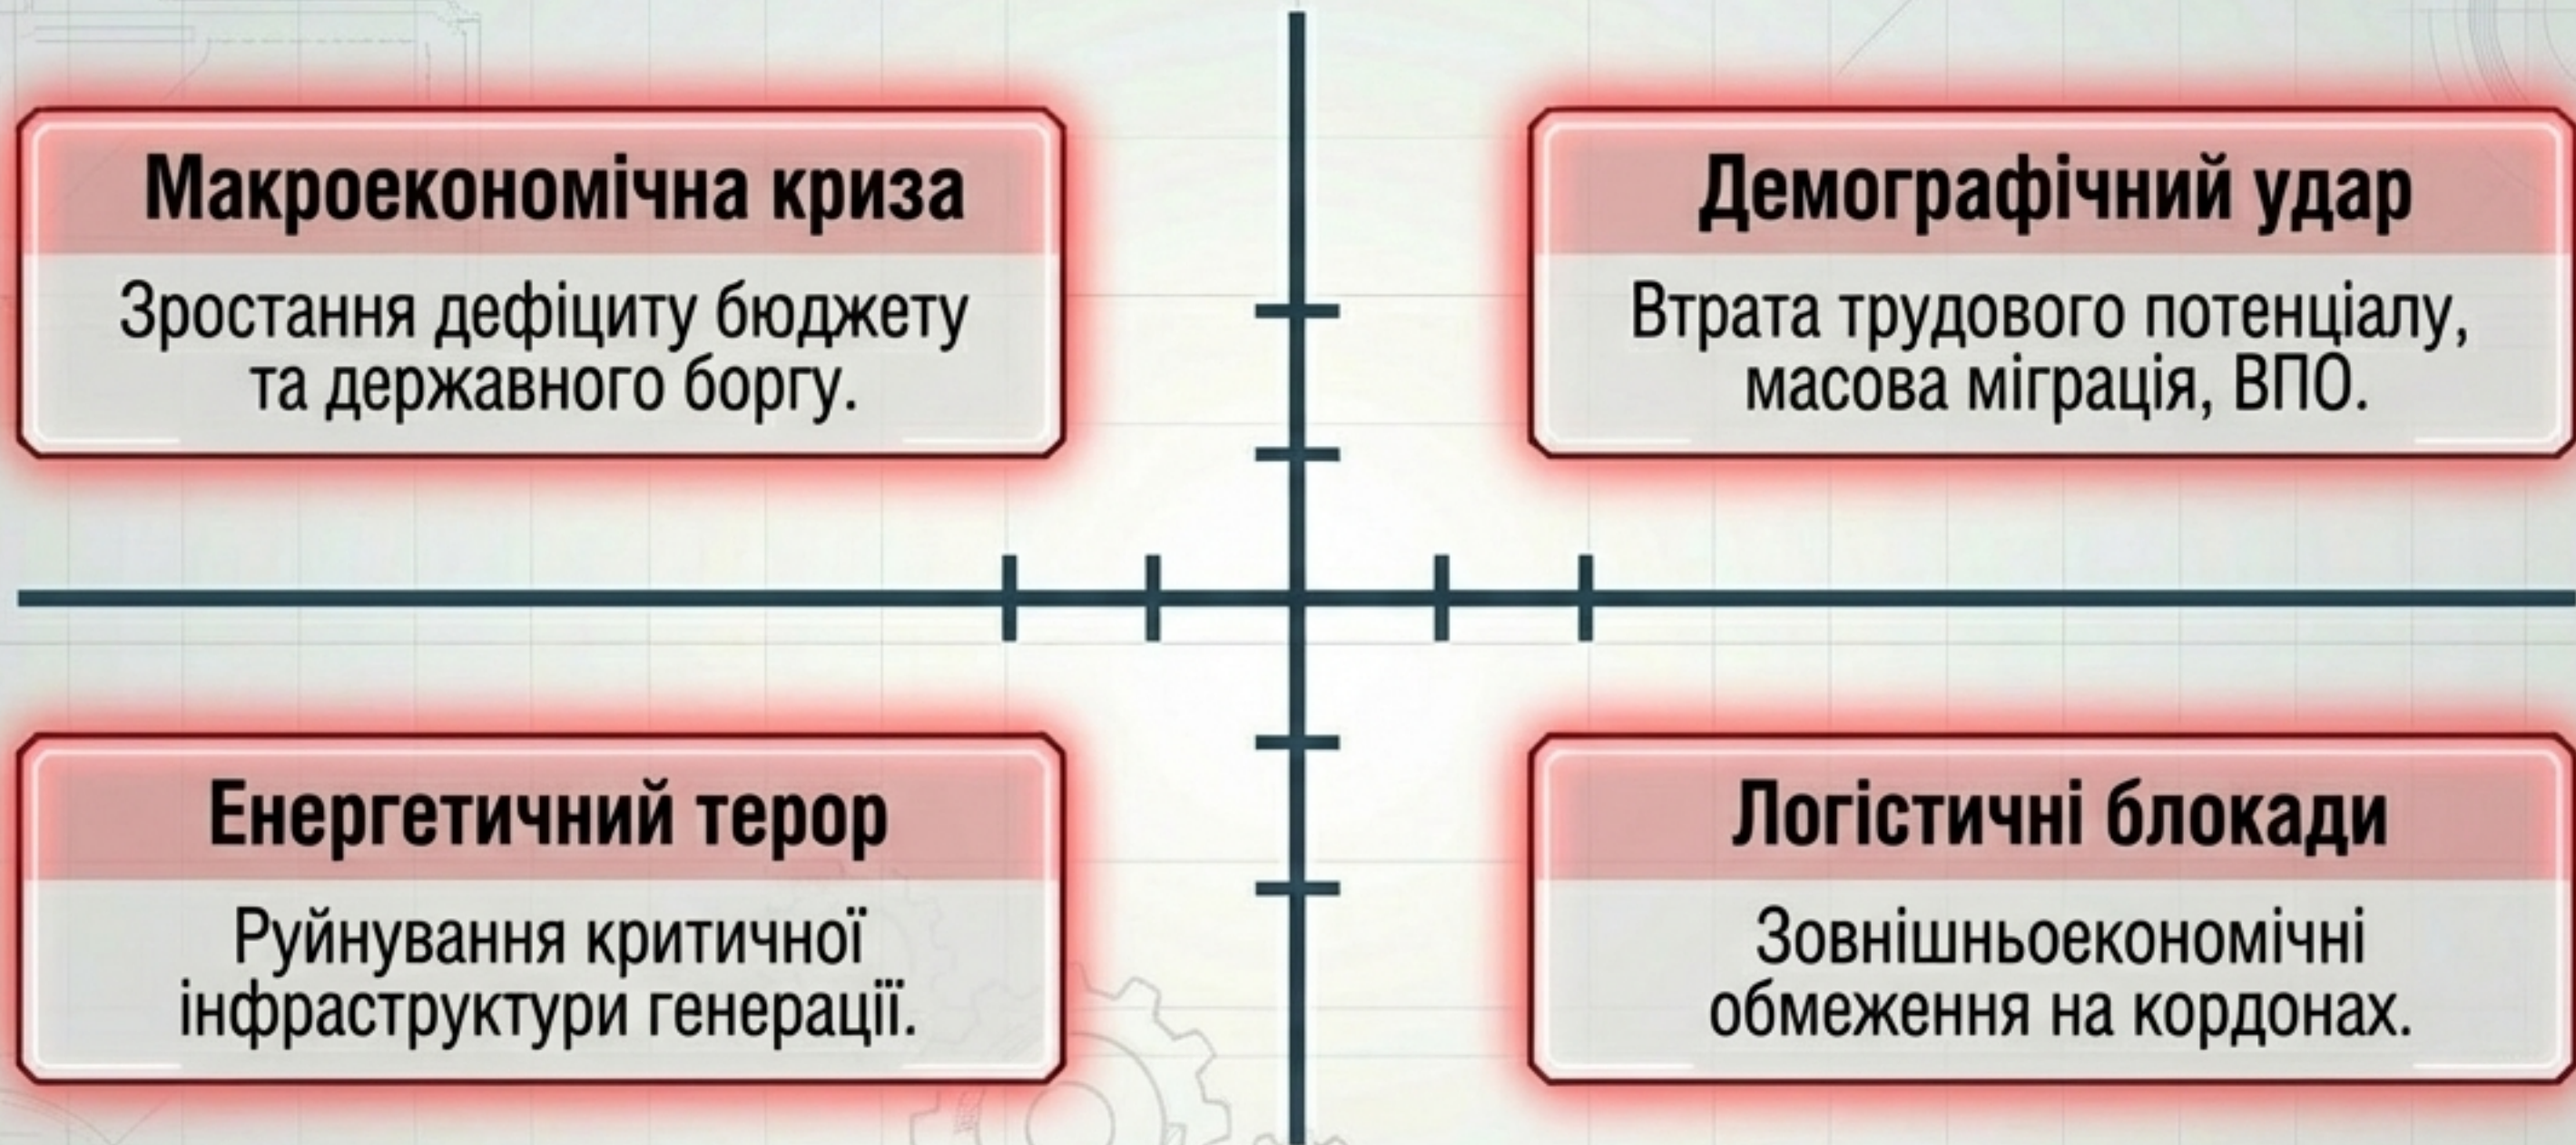 Макроекономічна криза
Зростання дефіциту бюджету
та державного боргу.
Демографічний удар
Втрата трудового потенціалу,
масова міграція, ВПО.
Енергетичний терор
Руйнування критичної
інфраструктури генерації.
Логістичні блокади
Зовнішньоекономічні
обмеження на кордонах.